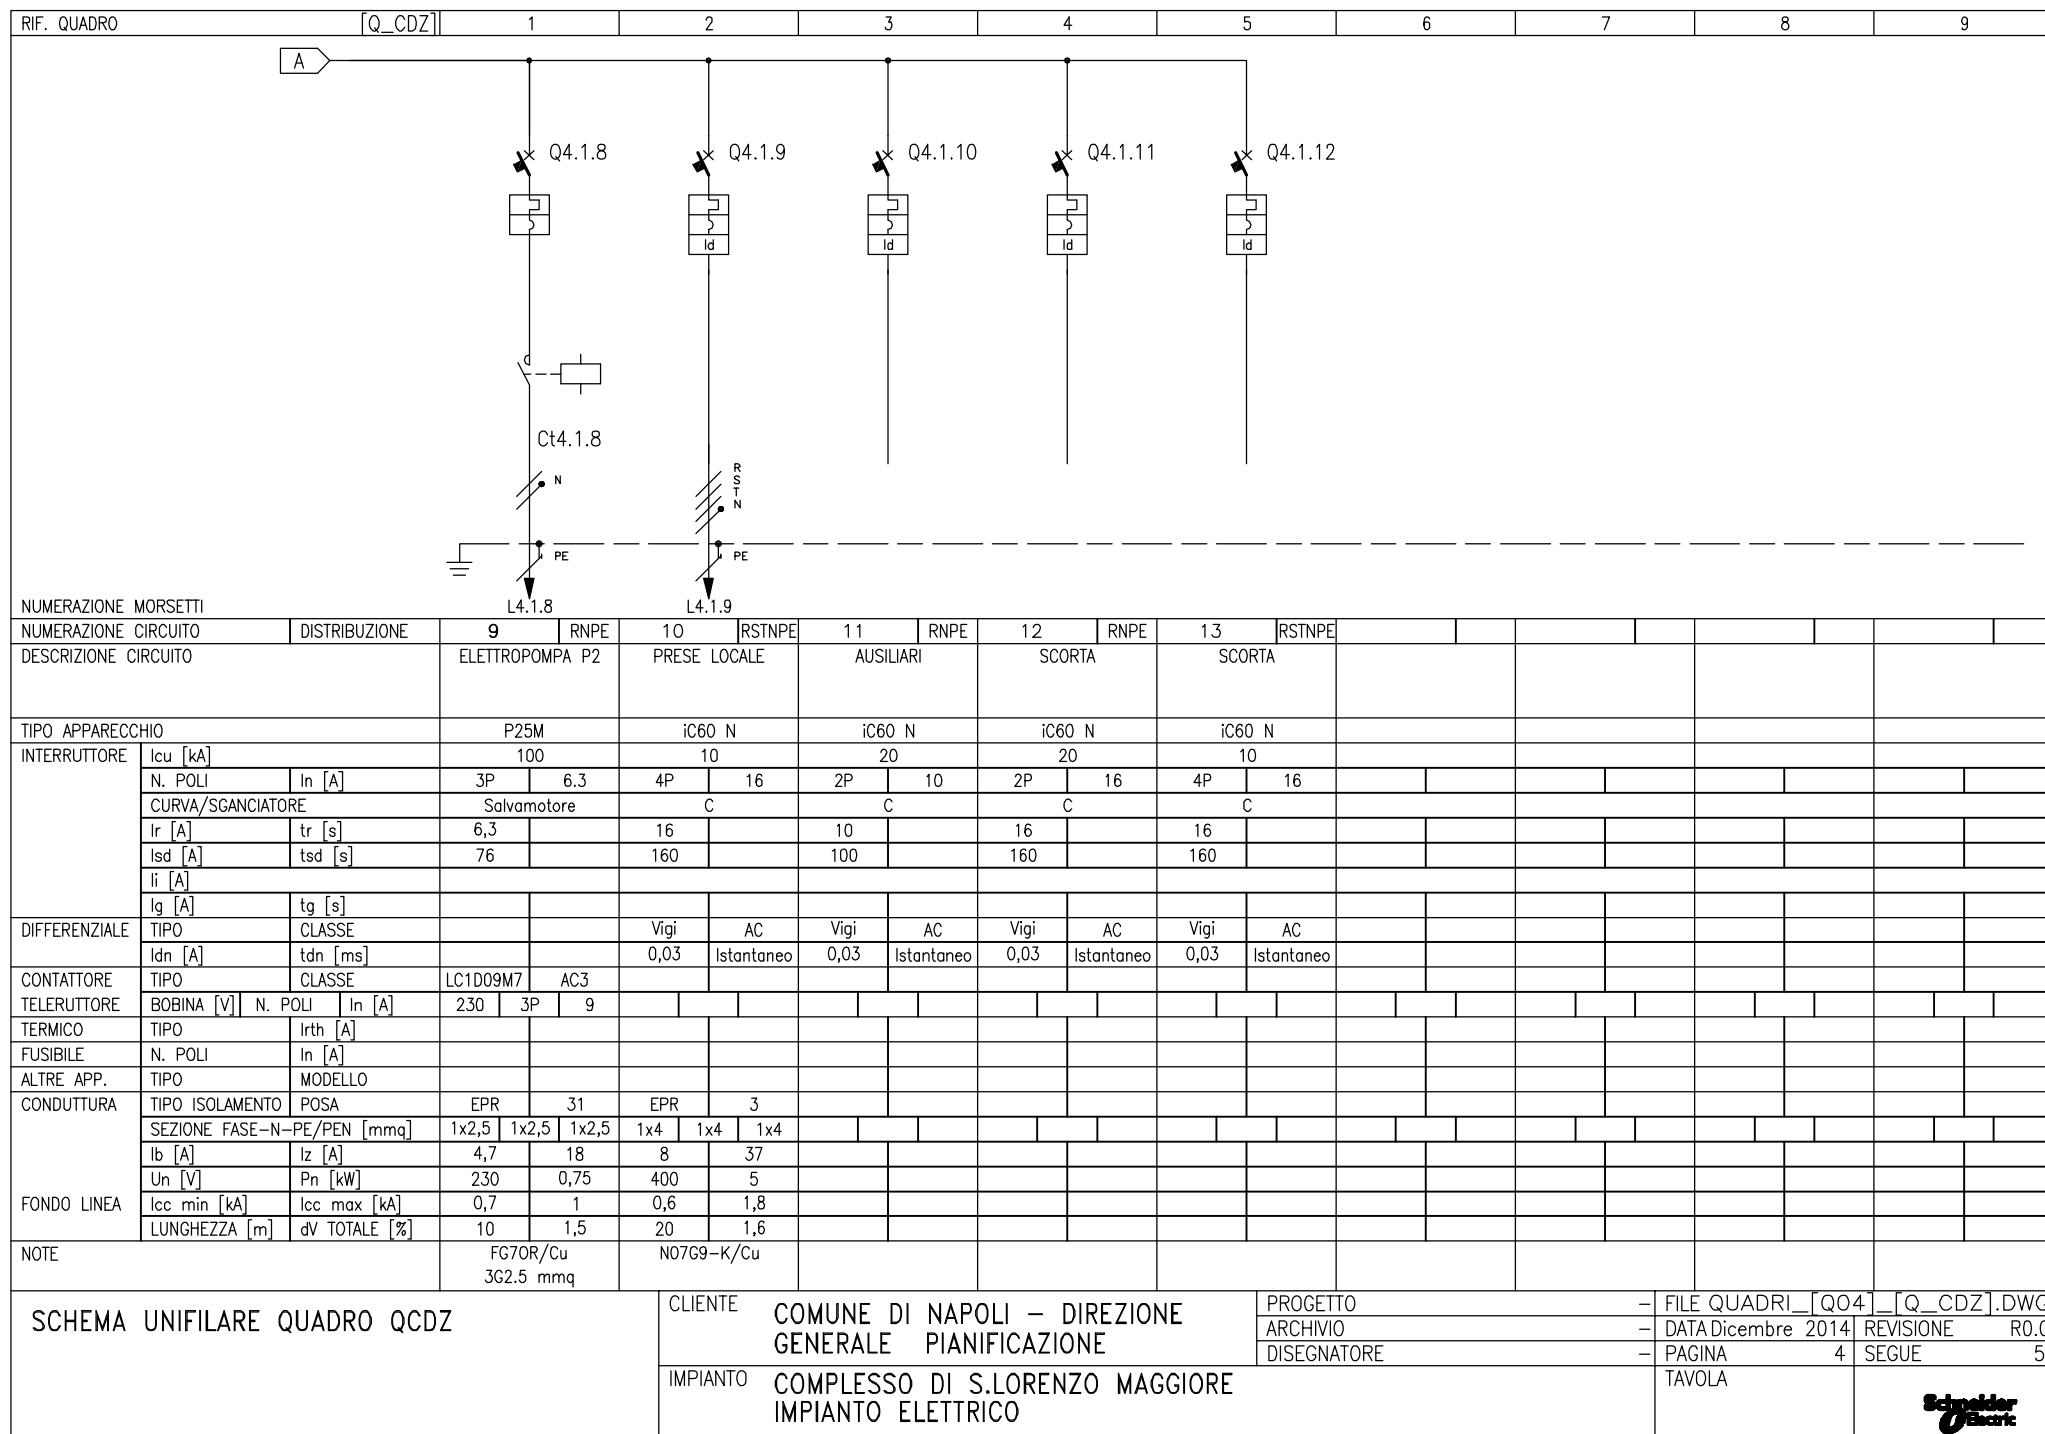 RIF. QUADRO [Q_CDZ] 1 2 3 4 5 6 7 8 9
A
Q4.1.8 Q4.1.9 Q4.1.10 Q4.1.11 Q4.1.12
Id Id Id Id
Ct4.1.8
N
R
S
T
N
PE PE
NUMERAZIONE MORSETTI L4.1.8 L4.1.9
NUMERAZIONE CIRCUITO DISTRIBUZIONE 9 RNPE 10 RSTNPE 11 RNPE 12 RNPE 13 RSTNPE
DESCRIZIONE CIRCUITO ELETTROPOMPA P2 PRESE LOCALE AUSILIARI SCORTA SCORTA
TIPO APPARECCHIO P25M iC60 N iC60 N iC60 N iC60 N
INTERRUTTORE Icu [kA] 100 10 20 20 10
N. POLI In [A] 3P 6.3 4P 16 2P 10 2P 16 4P 16
CURVA/SGANCIATORE Salvamotore C C C C
Ir [A] tr [s] 6,3 16 10 16 16
Isd [A] tsd [s] 76 160 100 160 160
Ii [A]
Ig [A] tg [s]
DIFFERENZIALE TIPO CLASSE Vigi AC Vigi AC Vigi AC Vigi AC
Idn [A] tdn [ms] 0,03 Istantaneo 0,03 Istantaneo 0,03 Istantaneo 0,03 Istantaneo
CONTATTORE TIPO CLASSE LC1D09M7 AC3
TELERUTTORE BOBINA [V] N. POLI In [A] 230 3P 9
TERMICO TIPO Irth [A]
FUSIBILE N. POLI In [A]
ALTRE APP. TIPO MODELLO
CONDUTTURA TIPO ISOLAMENTO POSA EPR 31 EPR 3
SEZIONE FASE-N-PE/PEN [mmq] 1x2,5 1x2,5 1x2,5 1x4 1x4 1x4
Ib [A] Iz [A] 4,7 18 8 37
Un [V] Pn [kW] 230 0,75 400 5
FONDO LINEA Icc min [kA] Icc max [kA] 0,7 1 0,6 1,8
LUNGHEZZA [m] dV TOTALE [%] 10 1,5 20 1,6
NOTE FG7OR/Cu N07G9-K/Cu
3G2.5 mmq
SCHEMA UNIFILARE QUADRO QCDZ
CLIENTE COMUNE DI NAPOLI - DIREZIONE
GENERALE PIANIFICAZIONE
IMPIANTO COMPLESSO DI S.LORENZO MAGGIORE
IMPIANTO ELETTRICO
PROGETTO - FILE QUADRI_[Q04]_[Q_CDZ].DWG
ARCHIVIO - DATA Dicembre 2014 REVISIONE R0.0
DISEGNATORE - PAGINA 4 SEGUE 5
TAVOLA
Schneider
Electric